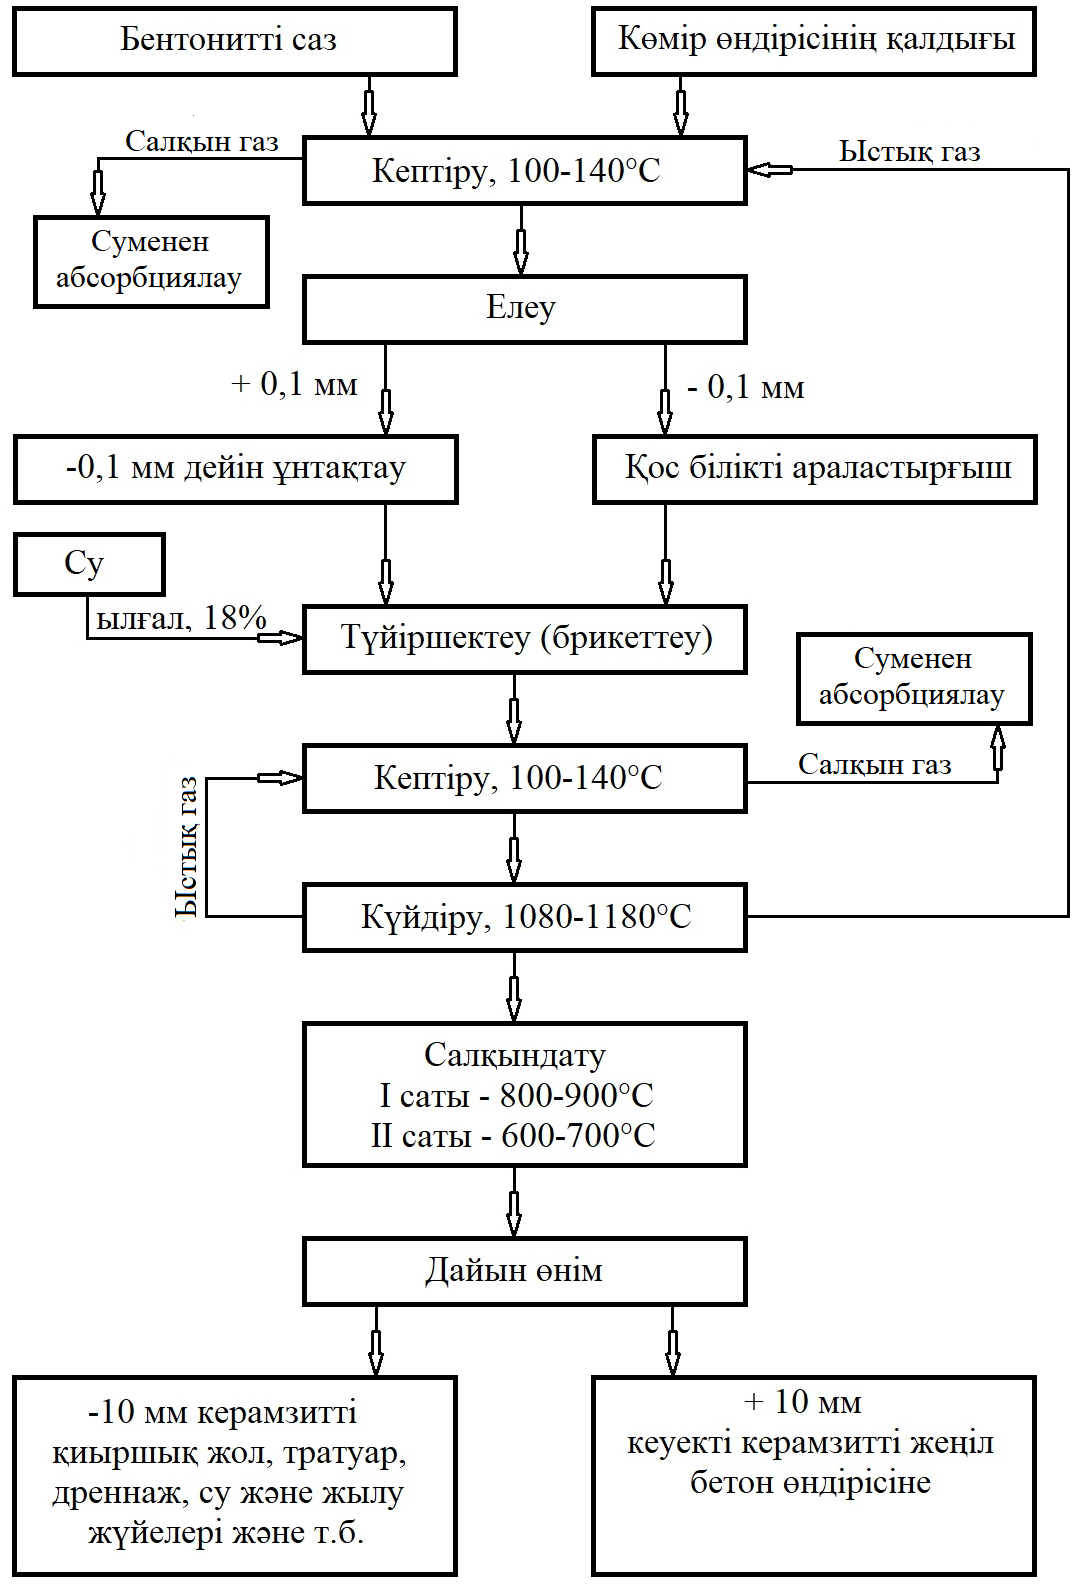 Бентонитті саз
Көмір өндірісінің қалдығы
Салқын газ
Ыстық газ
Кептіру, 100-140°С
Суменен
абсорбциялау
Елеу
+ 0,1 мм
- 0,1 мм
-0,1 мм дейін ұнтақтау
Қос білікті араластырғыш
Су
ылғал, 18%
Түйіршектеу (брикеттеу)
Суменен
абсорбциялау
Кептіру, 100-140°С
Салқын газ
Ыстық газ
Күйдіру, 1080-1180°С
Салқындату
І саты - 800-900°С
ІІ саты - 600-700°С
Дайын өнім
-10 мм керамзитті
қиыршық жол, тратуар,
дреннаж, су және жылу
жүйелері және т.б.
+ 10 мм
кеуекті керамзитті жеңіл
бетон өндірісіне